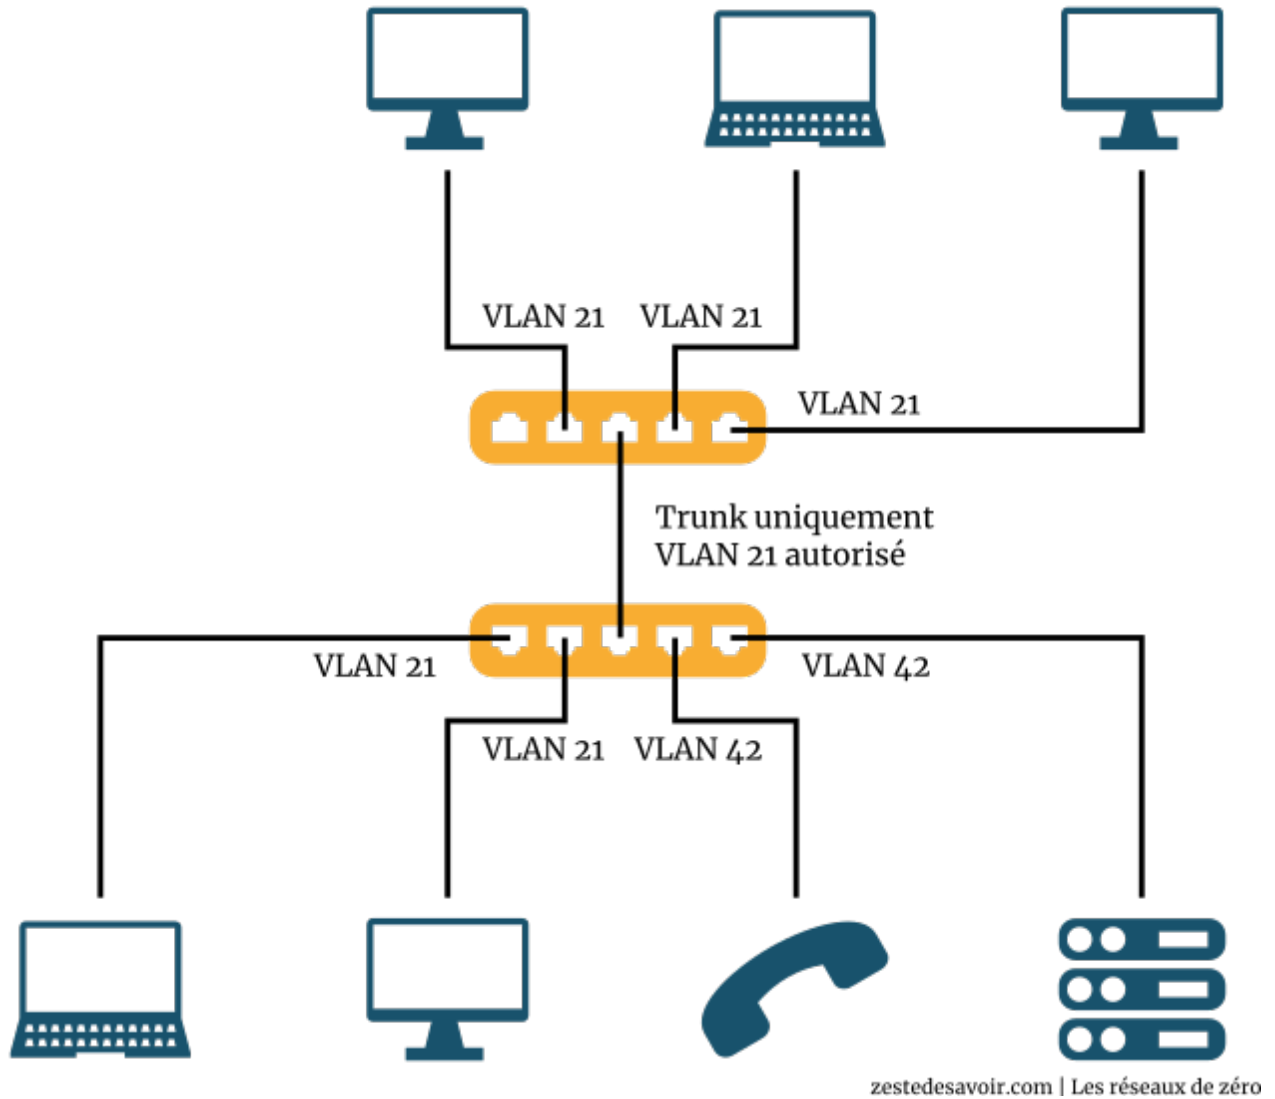 VLAN 21
VLAN 21
VLAN 21
Trunk uniquement
VLAN 21 autorisé
VLAN 21
VLAN 42
VLAN 21
VLAN 42
zestedesavoir.com | Les réseaux de zéro